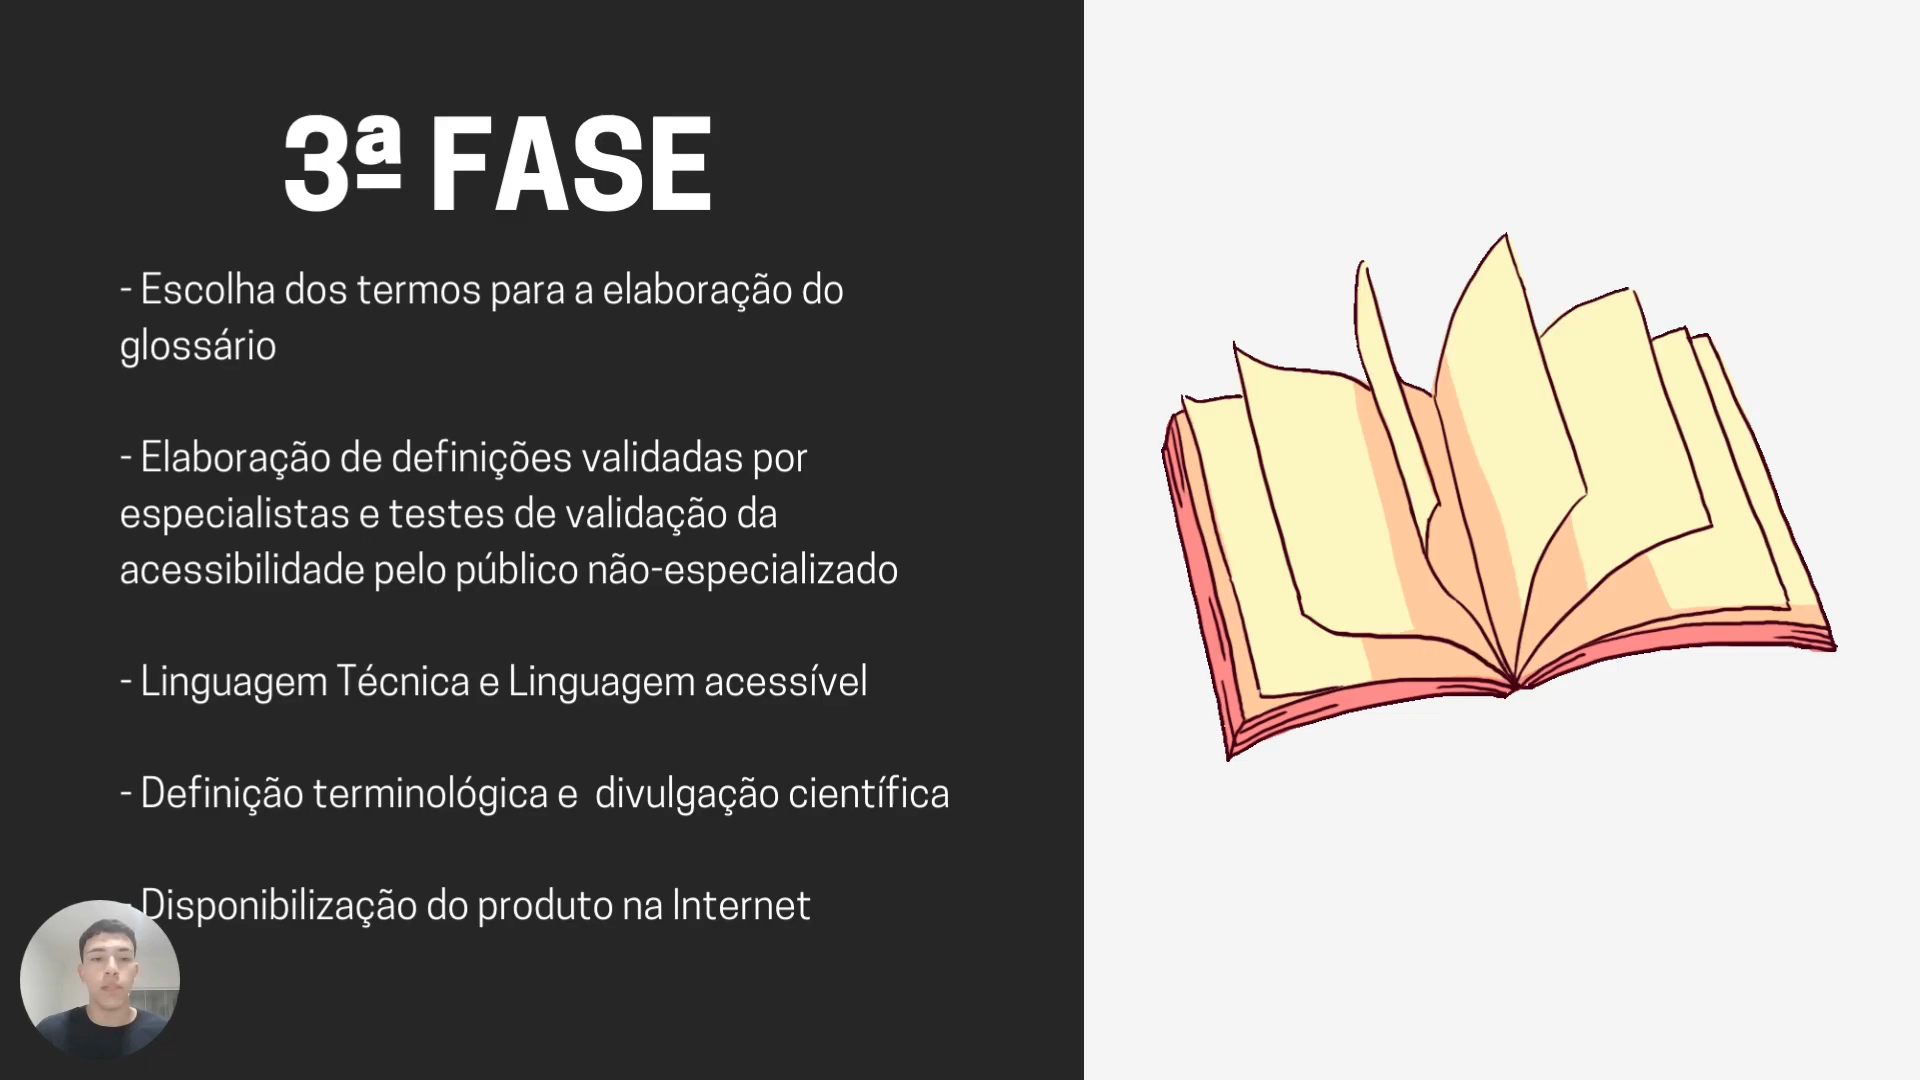 3ª FASE
- Escolha dos termos para a elaboração do
glossário
- Elaboração de definições validadas por
especialistas e testes de validação da
acessibilidade pelo público não-especializado
- Linguagem Técnica e Linguagem acessível
- Definição terminológica e  divulgação científica
- Disponibilização do produto na Internet